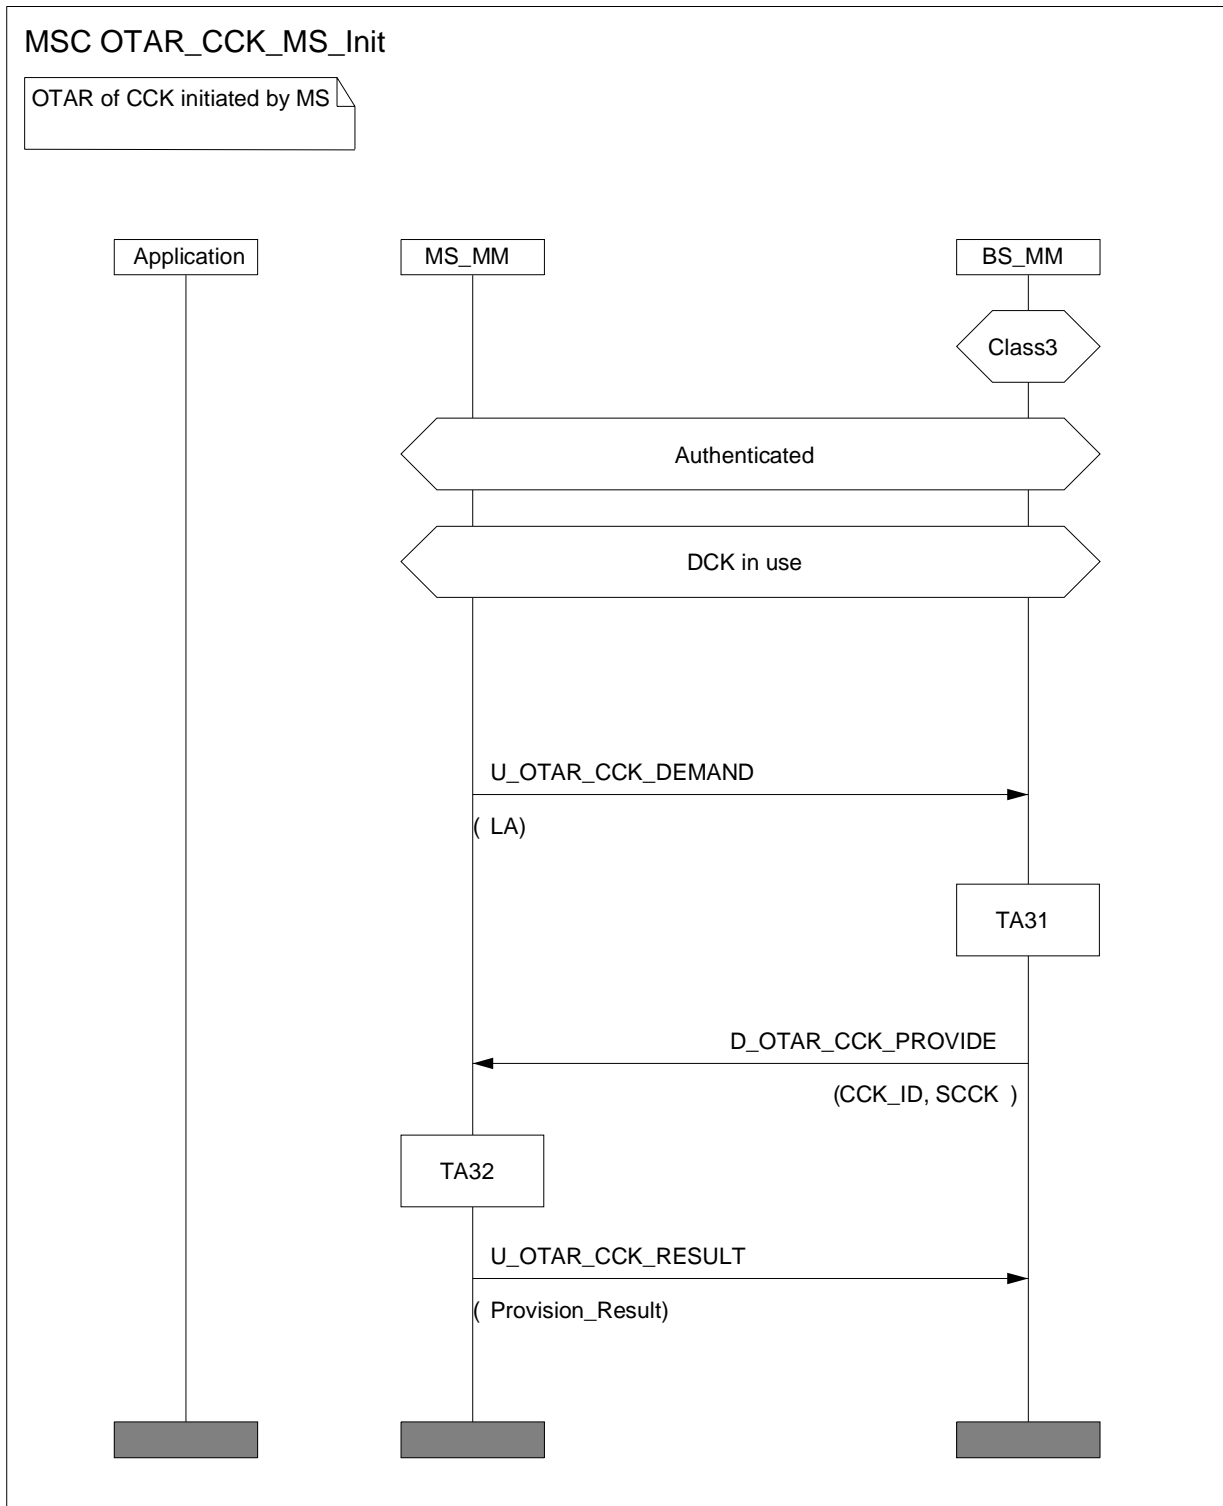 MSC OTAR_CCK_MS_Init
OTAR of CCK initiated by MS
Application
MS_MM
BS_MM
Class3
Authenticated
DCK in use
U_OTAR_CCK_DEMAND
( LA)
TA31
D_OTAR_CCK_PROVIDE
(CCK_ID, SCCK )
TA32
U_OTAR_CCK_RESULT
( Provision_Result)